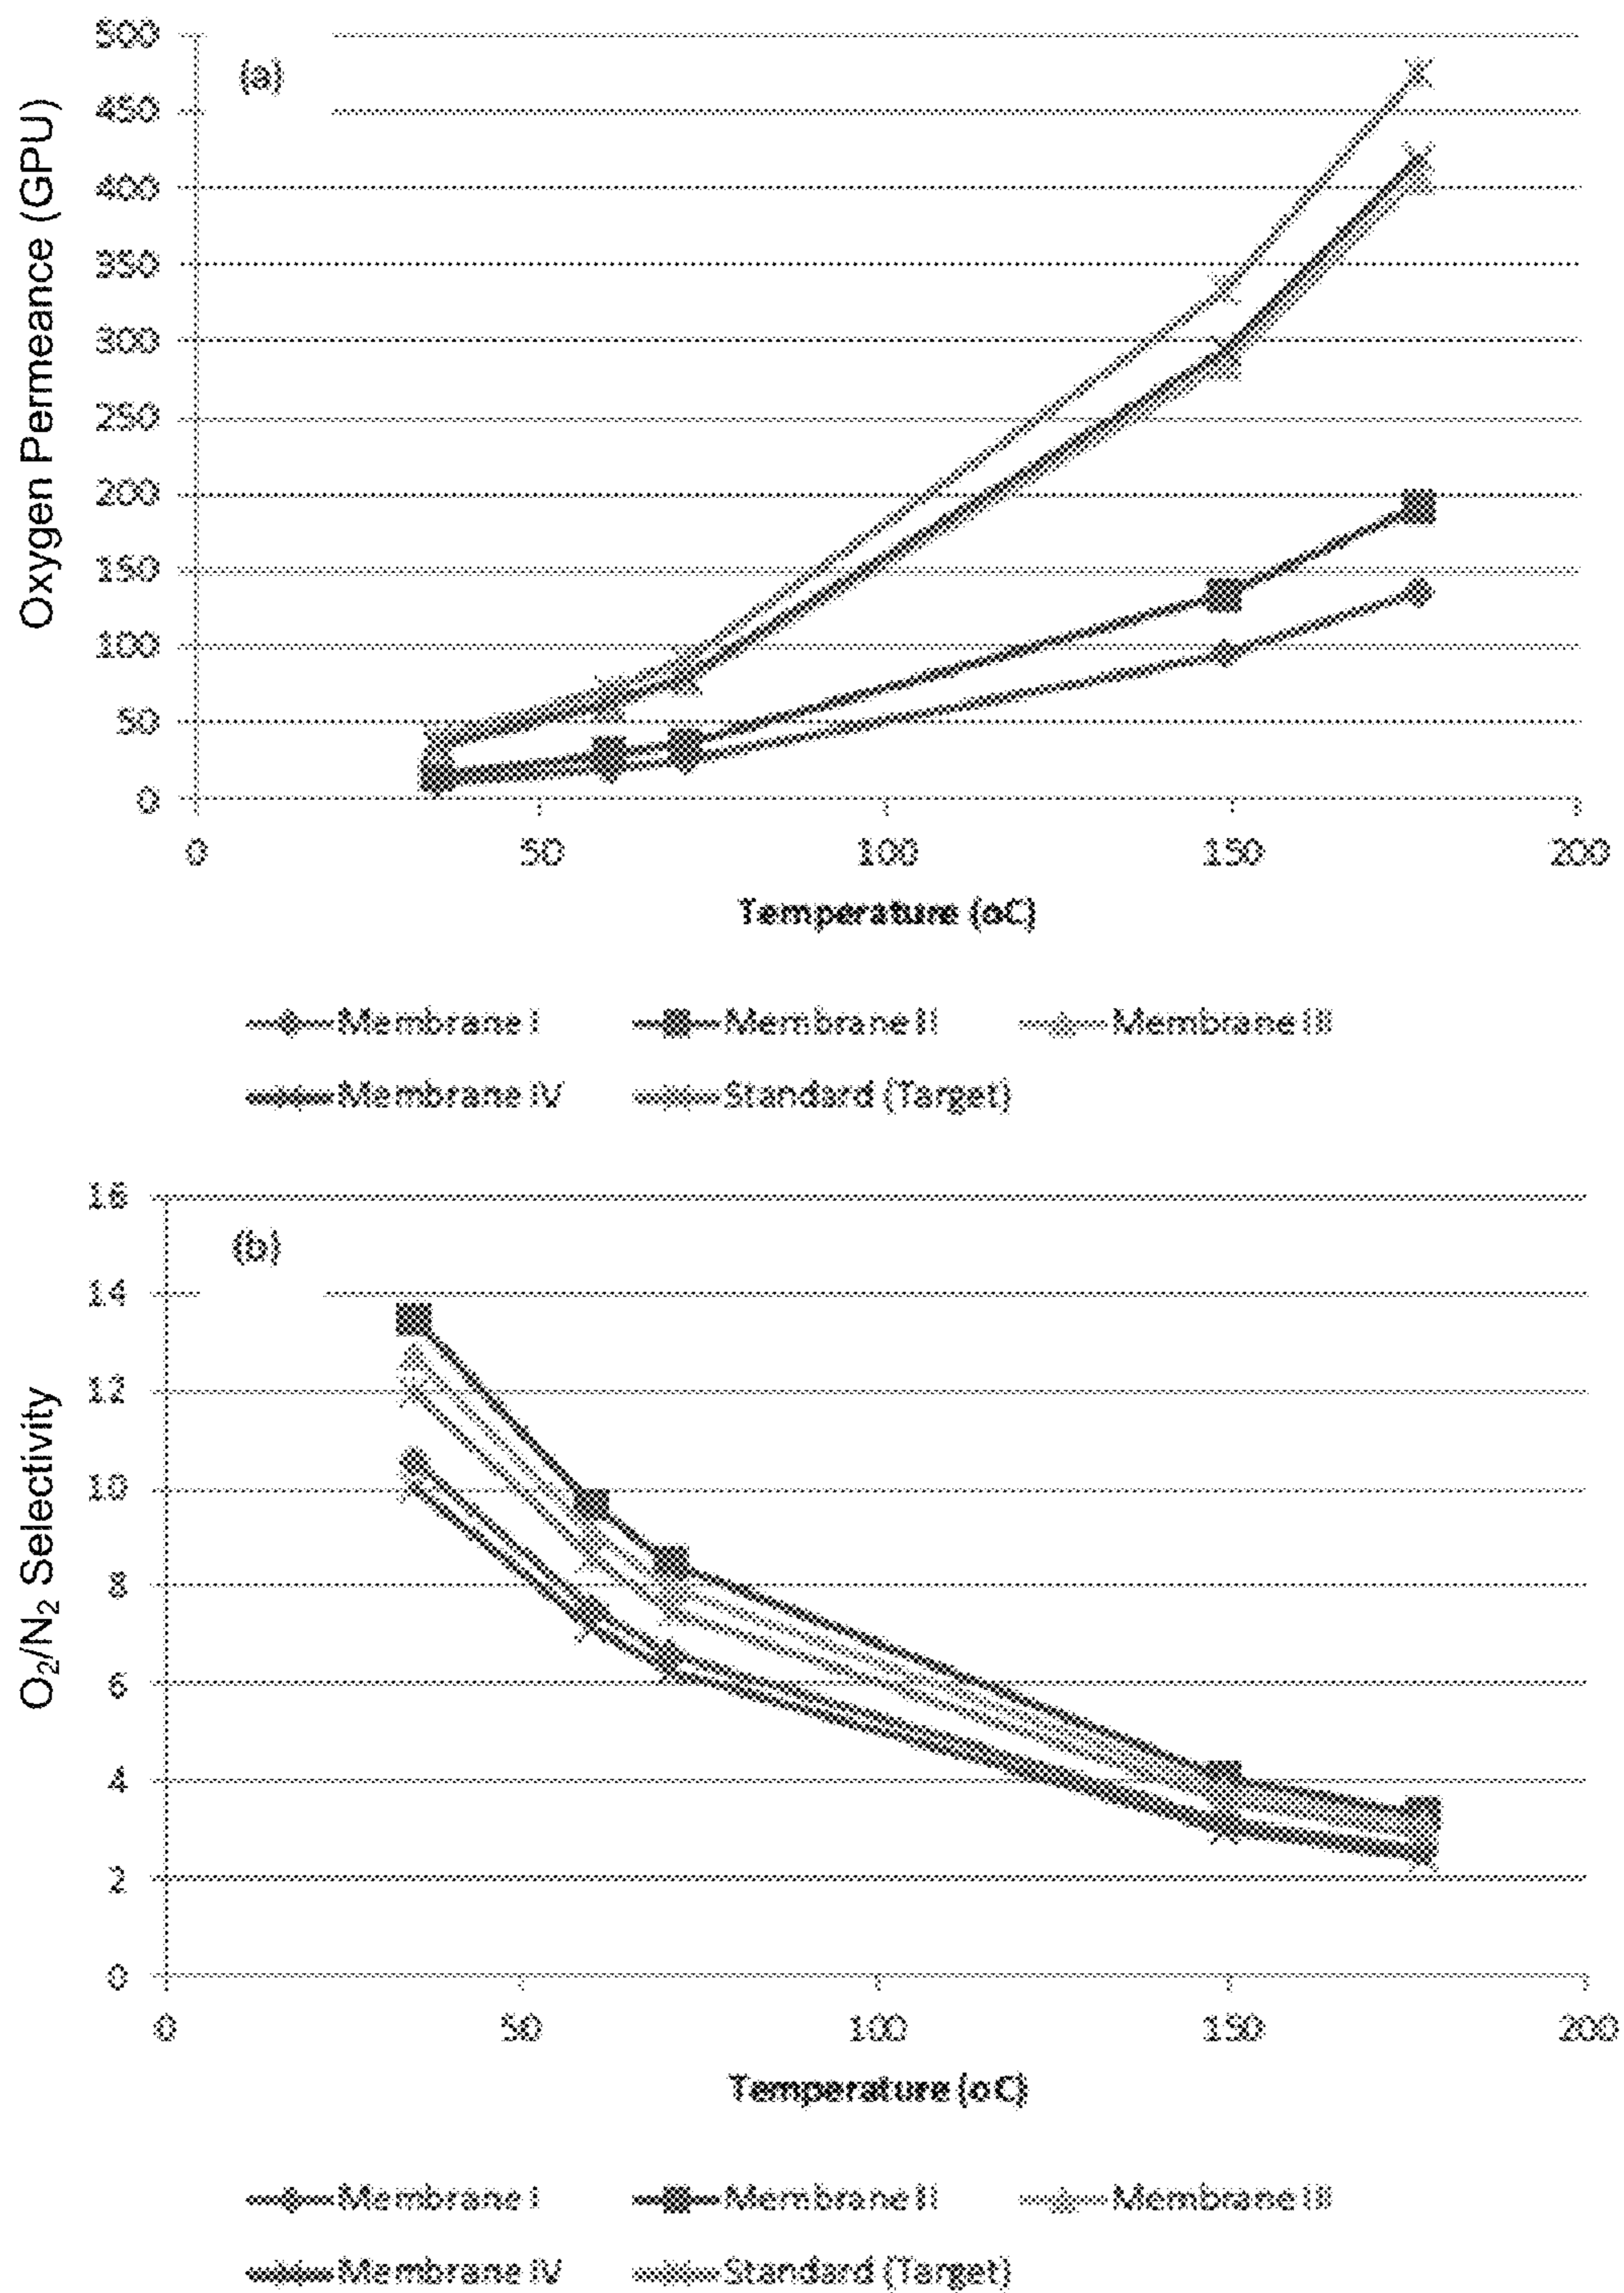 500
(a)
450
400
350
300
250
200
150
100
50
0
Oxygen Permeance (GPU)
0 50 100 150 200
Temperature (oC)
Membrane I Membrane II Membrane III
Membrane IV Standard (Target)
16
(b)
14
12
10
8
6
4
2
0
O₂/N₂ Selectivity
0 50 100 150 200
Temperature (oC)
Membrane I Membrane II Membrane III
Membrane IV Standard (Target)